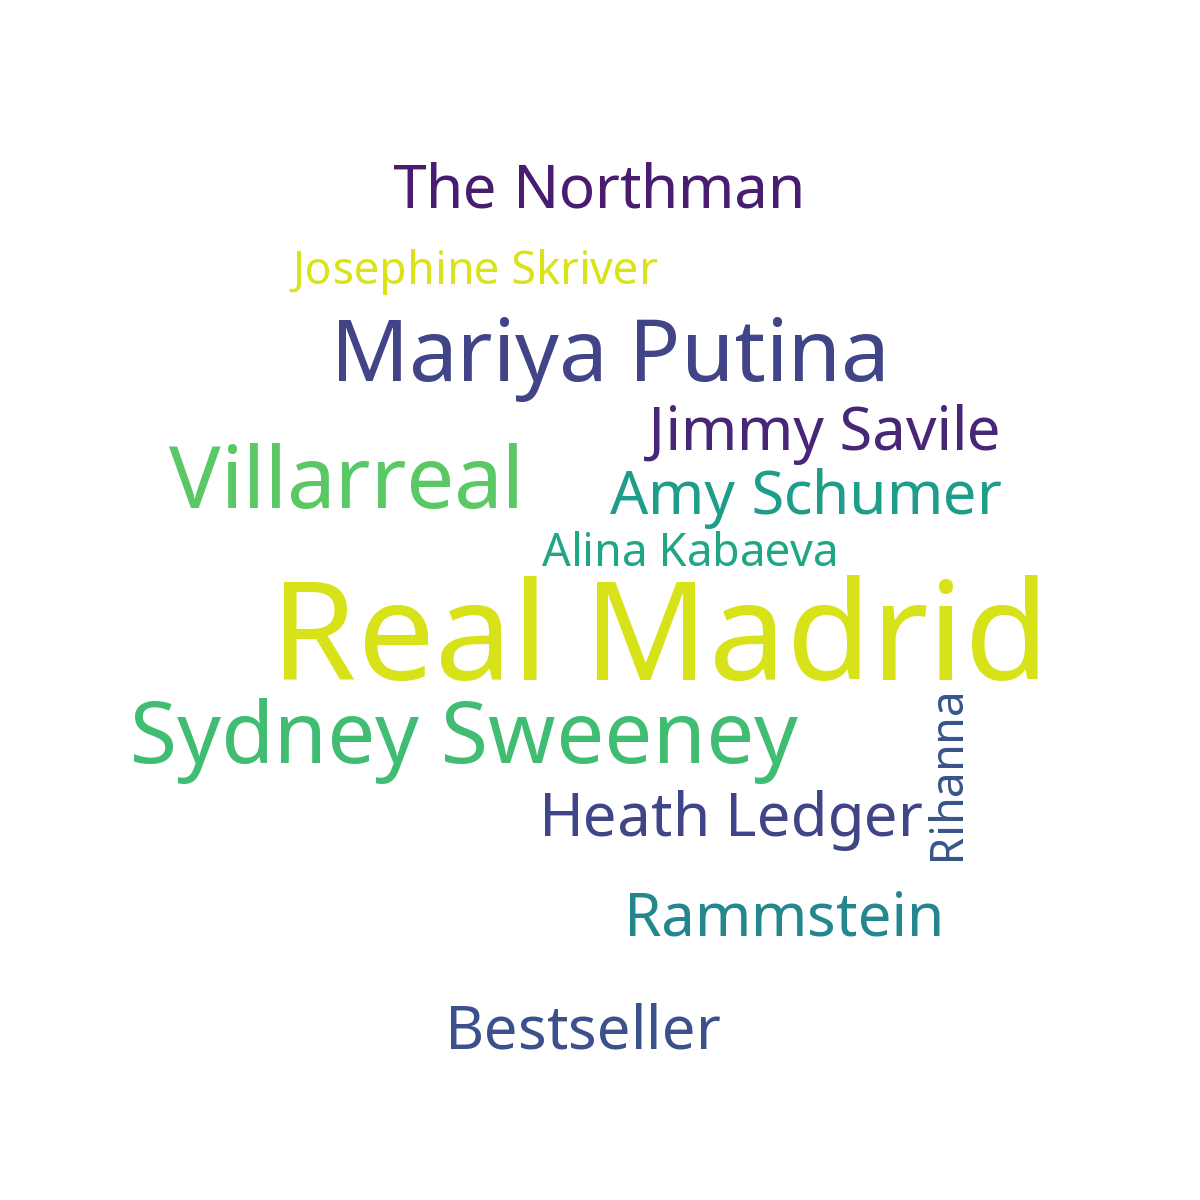 The Northman
Josephine Skriver
Mariya Putina
Jimmy Savile
Villarreal
Amy Schumer
Alina Kabaeva
Real Madrid
Sydney Sweeney
Rihanna
Heath Ledger
Rammstein
Bestseller